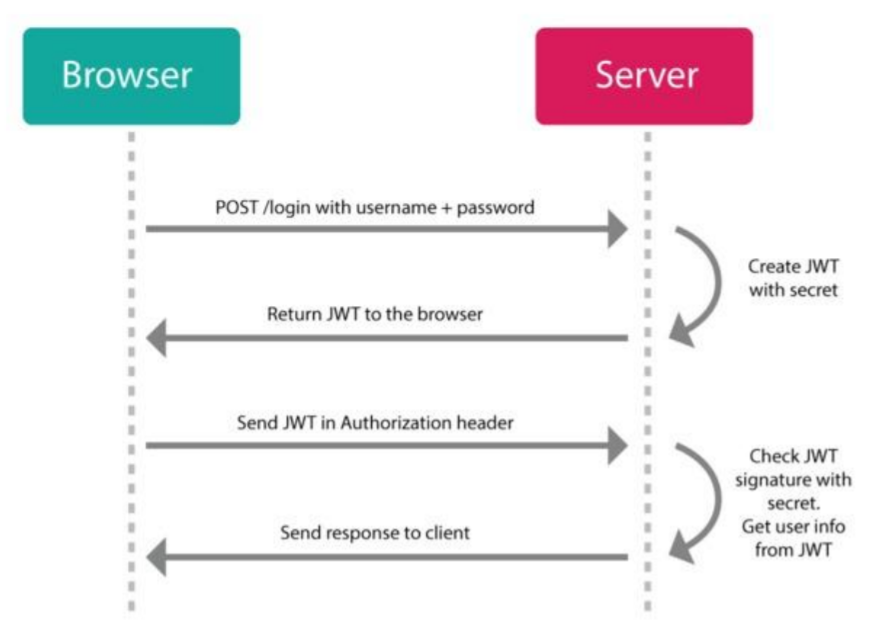 Browser
Server
POST /login with username + password
Create JWT
with secret
Return JWT to the browser
Send JWT in Authorization header
Check JWT
signature with
secret.
Get user info
from JWT
Send response to client